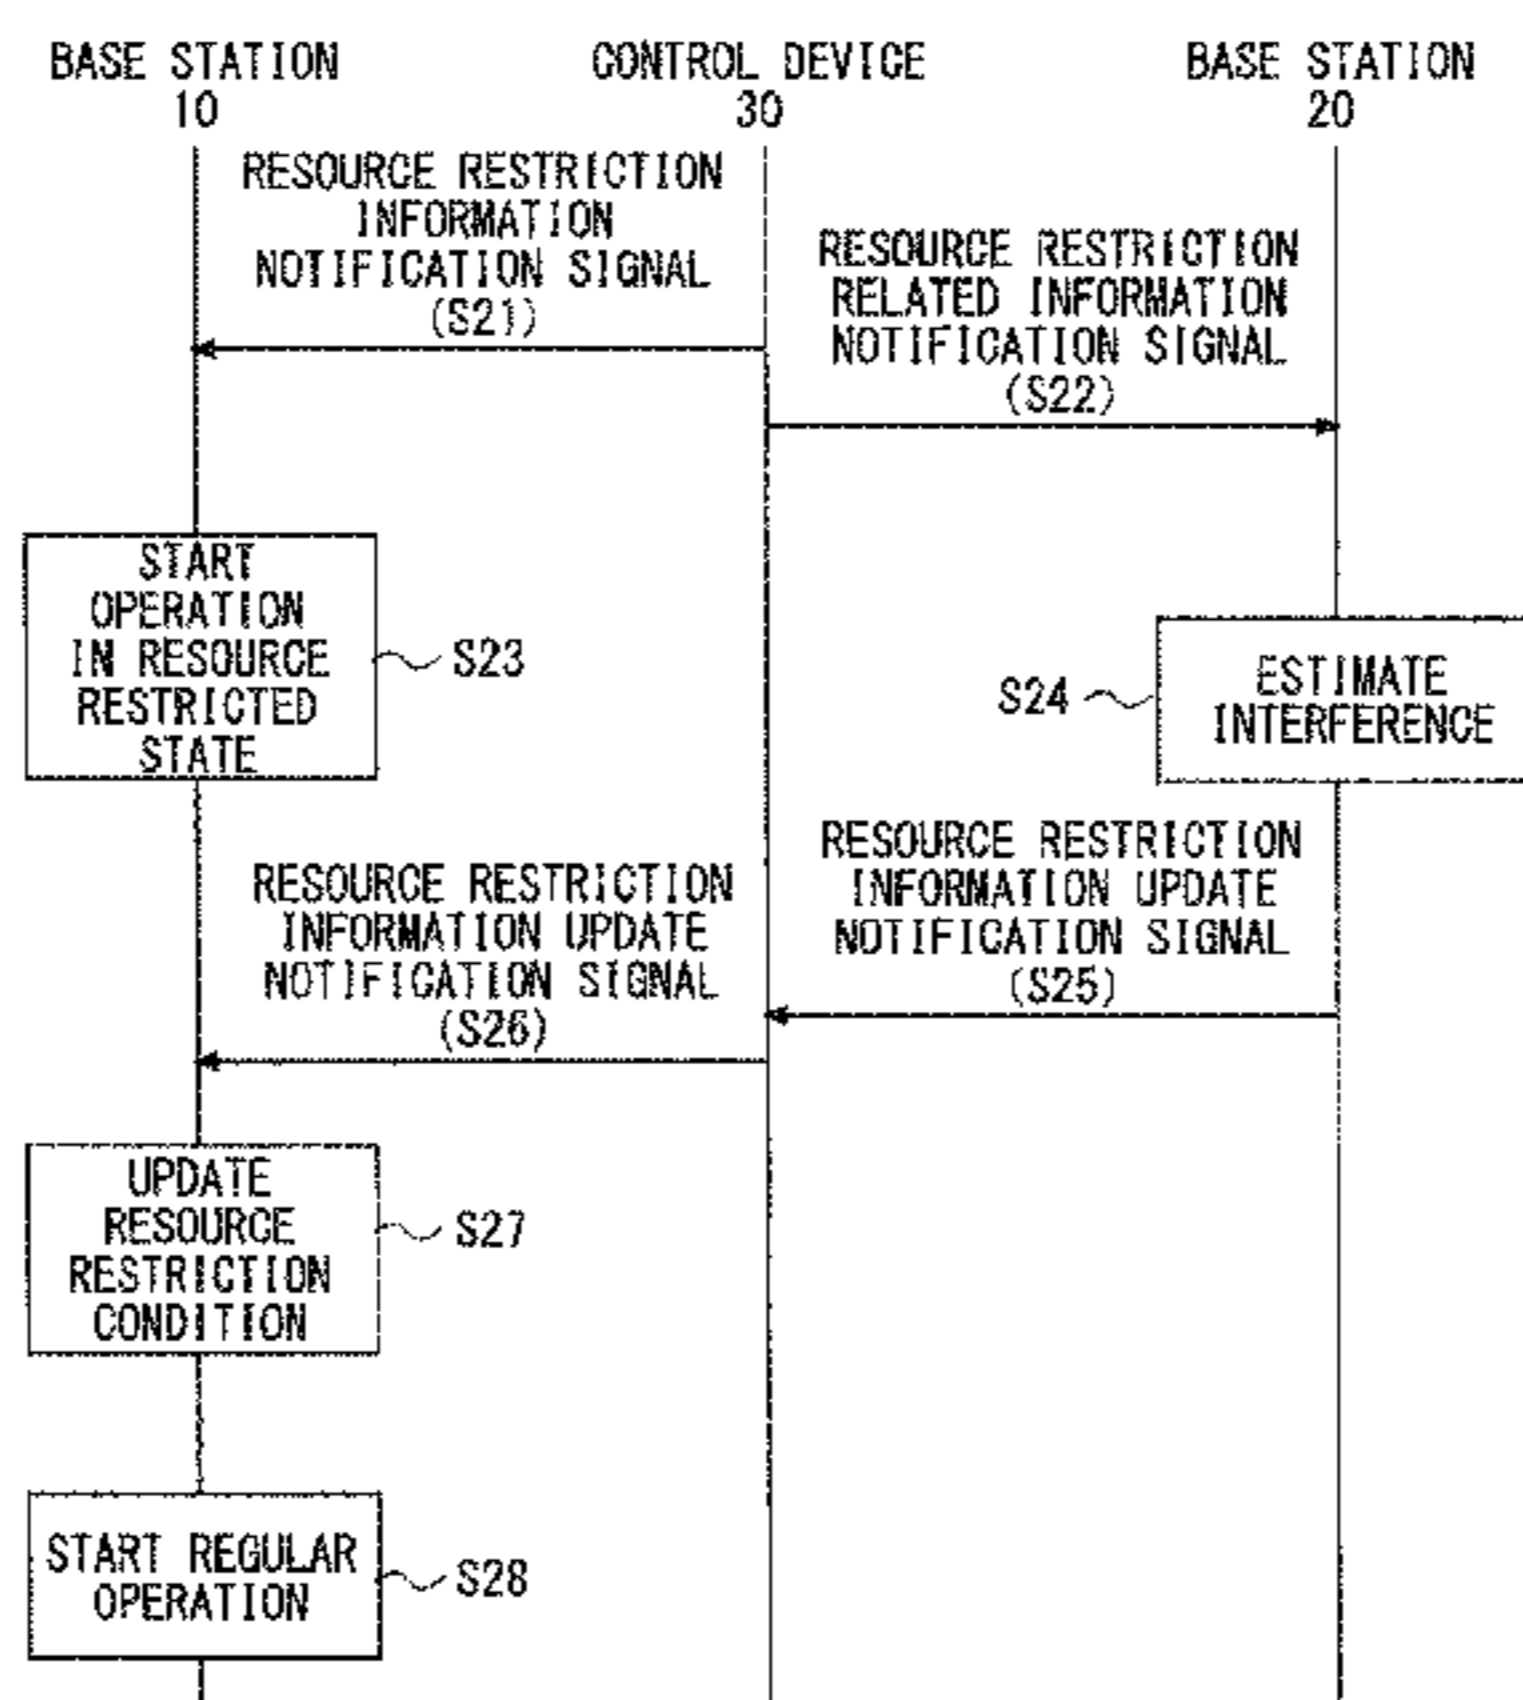 BASE STATION
10
CONTROL DEVICE
30
BASE STATION
20
RESOURCE RESTRICTION
INFORMATION
NOTIFICATION SIGNAL
(S21)
RESOURCE RESTRICTION
RELATED INFORMATION
NOTIFICATION SIGNAL
(S22)
START
OPERATION
IN RESOURCE
RESTRICTED
STATE
S23
S24
ESTIMATE
INTERFERENCE
RESOURCE RESTRICTION
INFORMATION UPDATE
NOTIFICATION SIGNAL
(S25)
RESOURCE RESTRICTION
INFORMATION UPDATE
NOTIFICATION SIGNAL
(S26)
UPDATE
RESOURCE
RESTRICTION
CONDITION
S27
START REGULAR
OPERATION
S28